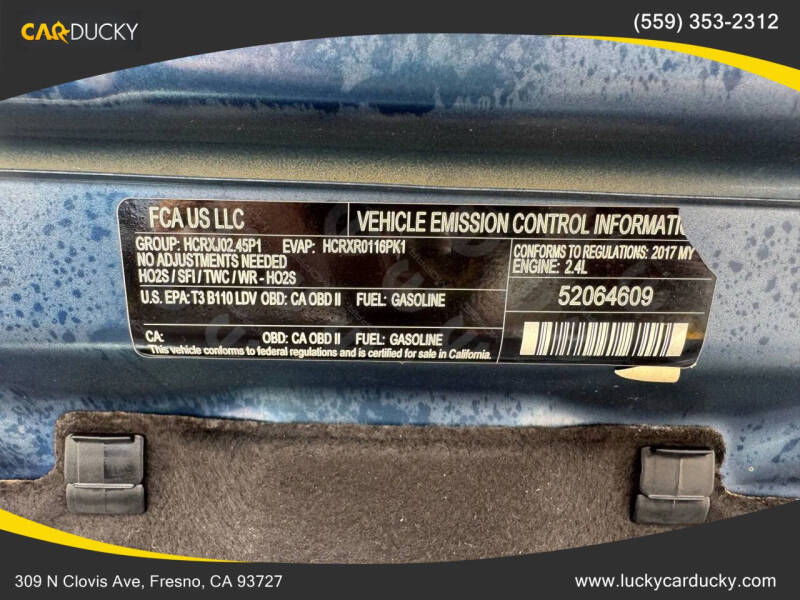 CARDUCKY
(559) 353-2312
FCA US LLC
VEHICLE EMISSION CONTROL INFORMATI
GROUP: HCRXJ02.45P1 EVAP: HCRXR0116PK1
NO ADJUSTMENTS NEEDED
HO2S / SFI / TWC / WR - HO2S
CONFORMS TO REGULATIONS: 2017 MY
ENGINE: 2.4L
U.S. EPA: T3 B110 LDV OBD: CA OBD II FUEL: GASOLINE
52064609
CA: OBD: CA OBD II FUEL: GASOLINE
This vehicle conforms to federal regulations and is certified for sale in California.
309 N Clovis Ave, Fresno, CA 93727
www.luckycarducky.com